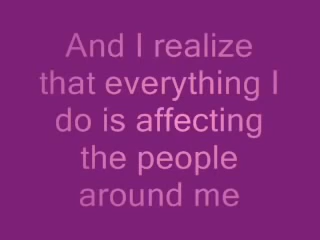 And I realize
that everything I
do is affecting
the people
around me